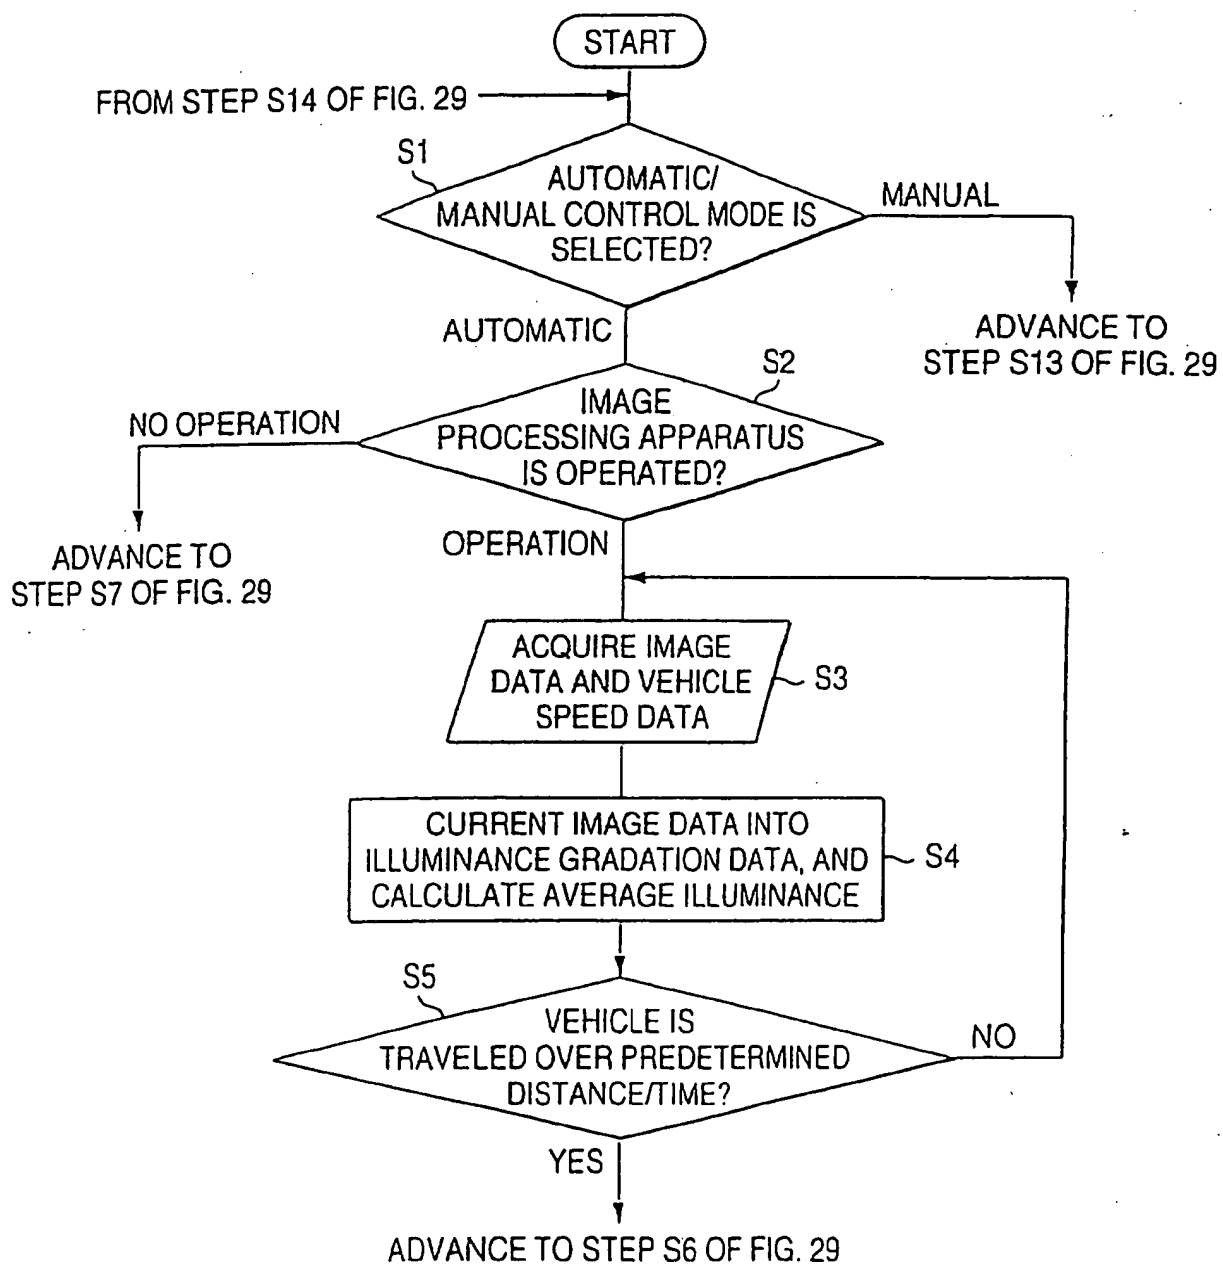 START
FROM STEP S14 OF FIG. 29
S1
AUTOMATIC/
MANUAL CONTROL MODE IS
SELECTED?
MANUAL
ADVANCE TO
STEP S13 OF FIG. 29
AUTOMATIC
S2
IMAGE
PROCESSING APPARATUS
IS OPERATED?
NO OPERATION
ADVANCE TO
STEP S7 OF FIG. 29
OPERATION
ACQUIRE IMAGE
DATA AND VEHICLE
SPEED DATA
S3
CURRENT IMAGE DATA INTO
ILLUMINANCE GRADATION DATA, AND
CALCULATE AVERAGE ILLUMINANCE
S4
S5
VEHICLE IS
TRAVELED OVER PREDETERMINED
DISTANCE/TIME?
NO
YES
ADVANCE TO STEP S6 OF FIG. 29